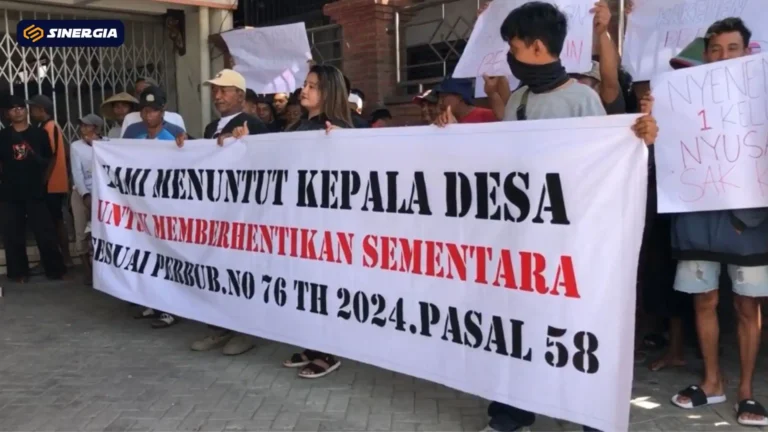 SINERGIA
KAMI MENUNTUT KEPALA DESA
UNTUK MEMBERHENTIKAN SEMENTARA
SESUAI PERBUB.NO 76 TH 2024.PASAL 58
NYENE
1 KEL
NYUSA
SAK K